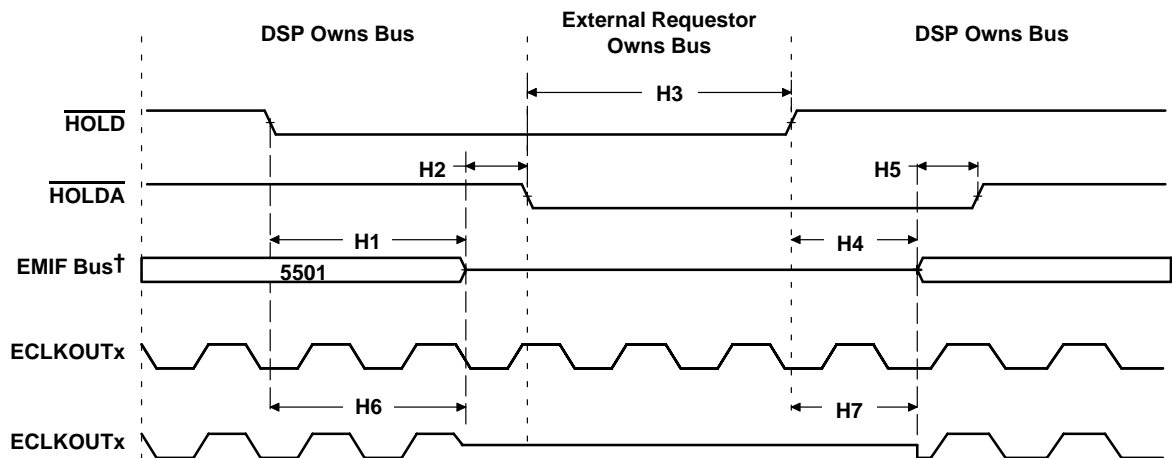 DSP Owns Bus
External Requestor
Owns Bus
DSP Owns Bus
H3
HOLD
H2
H5
HOLDA
H1
H4
EMIF Bus†
5501
ECLKOUTx
H6
H7
ECLKOUTx